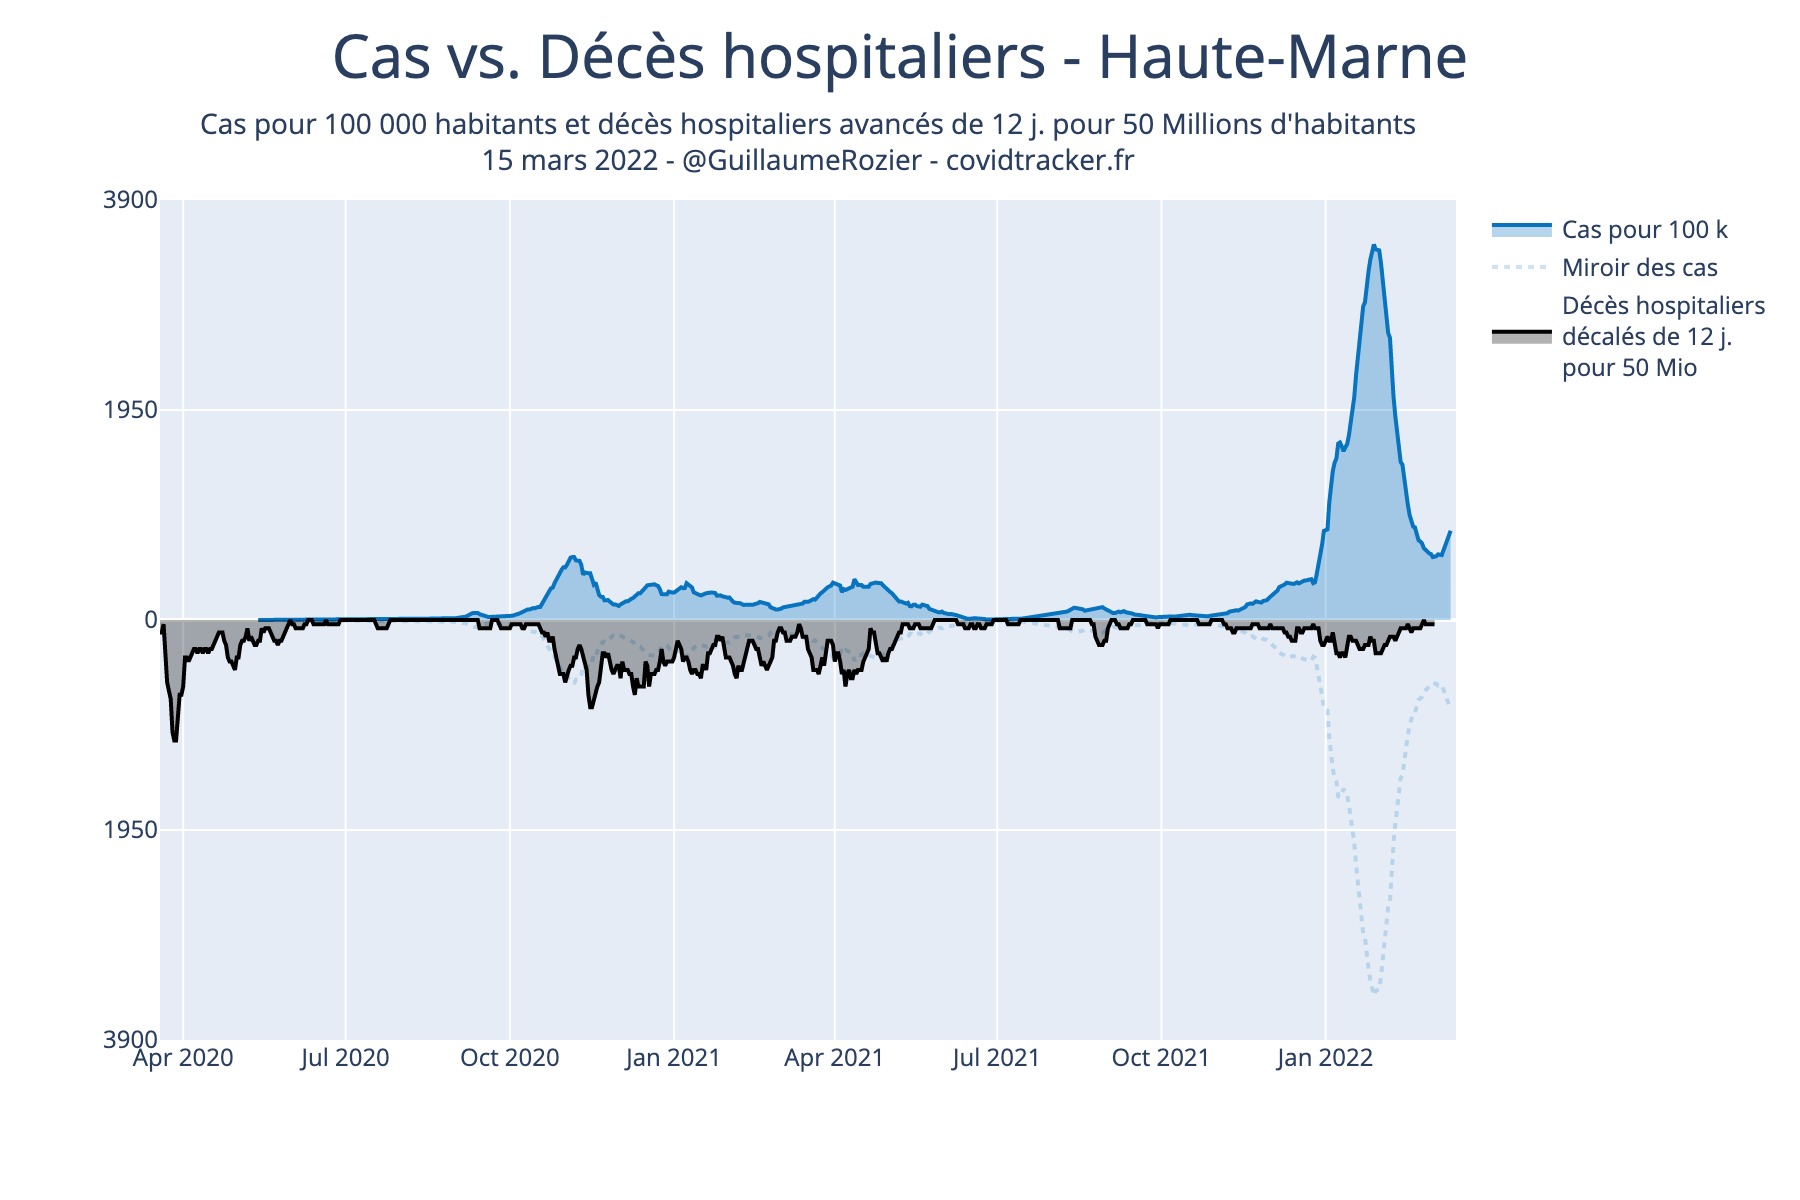 Cas vs. Décès hospitaliers - Haute-Marne
Cas pour 100 000 habitants et décès hospitaliers avancés de 12 j. pour 50 Millions d'habitants
15 mars 2022 - @GuillaumeRozier - covidtracker.fr
3900
1950
0
1950
3900
Apr 2020
Jul 2020
Oct 2020
Jan 2021
Apr 2021
Jul 2021
Oct 2021
Jan 2022
Cas pour 100 k
Miroir des cas
Décès hospitaliers
décalés de 12 j.
pour 50 Mio